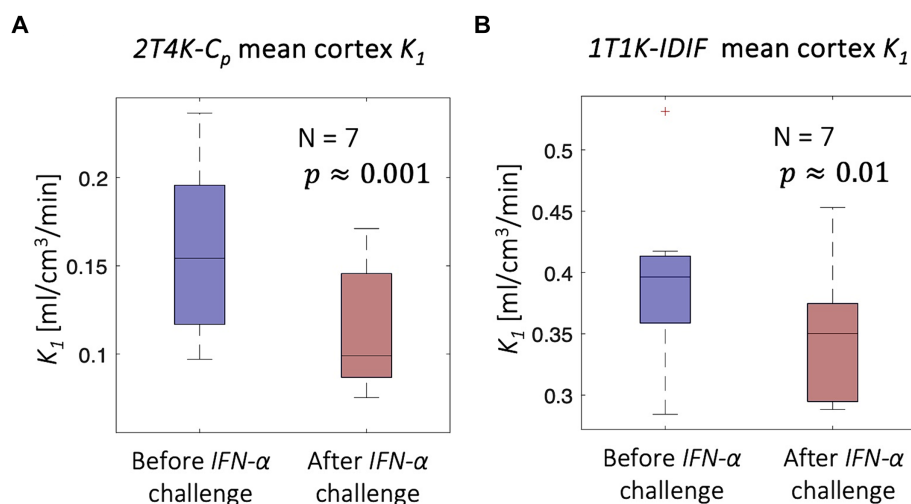 A
2T4K-Cp mean cortex K1
K1 [ml/cm3/min]
0.2
0.15
0.1
N = 7
p ≈ 0.001
Before IFN-α
challenge
After IFN-α
challenge
B
1T1K-IDIF mean cortex K1
K1 [ml/cm3/min]
0.5
0.45
0.4
0.35
0.3
N = 7
p ≈ 0.01
Before IFN-α
challenge
After IFN-α
challenge